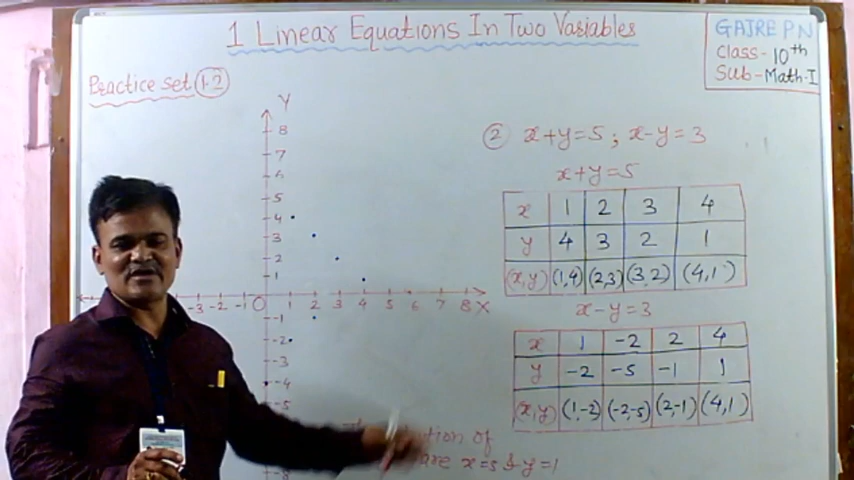 1 Linear Equations In Two Variables
GAJRE P N
Class- 10th
Sub- Math-I
Practice set 1.2
Y
8
7
6
5
4
3
2
1
-3 -2 -1 O 1 2 3 4 5 6 7 8 X
-1
-2
-3
-4
-5
-8
② x+y=5 ; x-y=3
x+y=5
x 1 2 3 4
y 4 3 2 1
(x,y) (1,4) (2,3) (3,2) (4,1)
x-y=3
x 1 -2 2 4
y -2 -5 -1 1
(x,y) (1,-2) (-2,-5) (2,-1) (4,1)
of
are x=5 & y=1